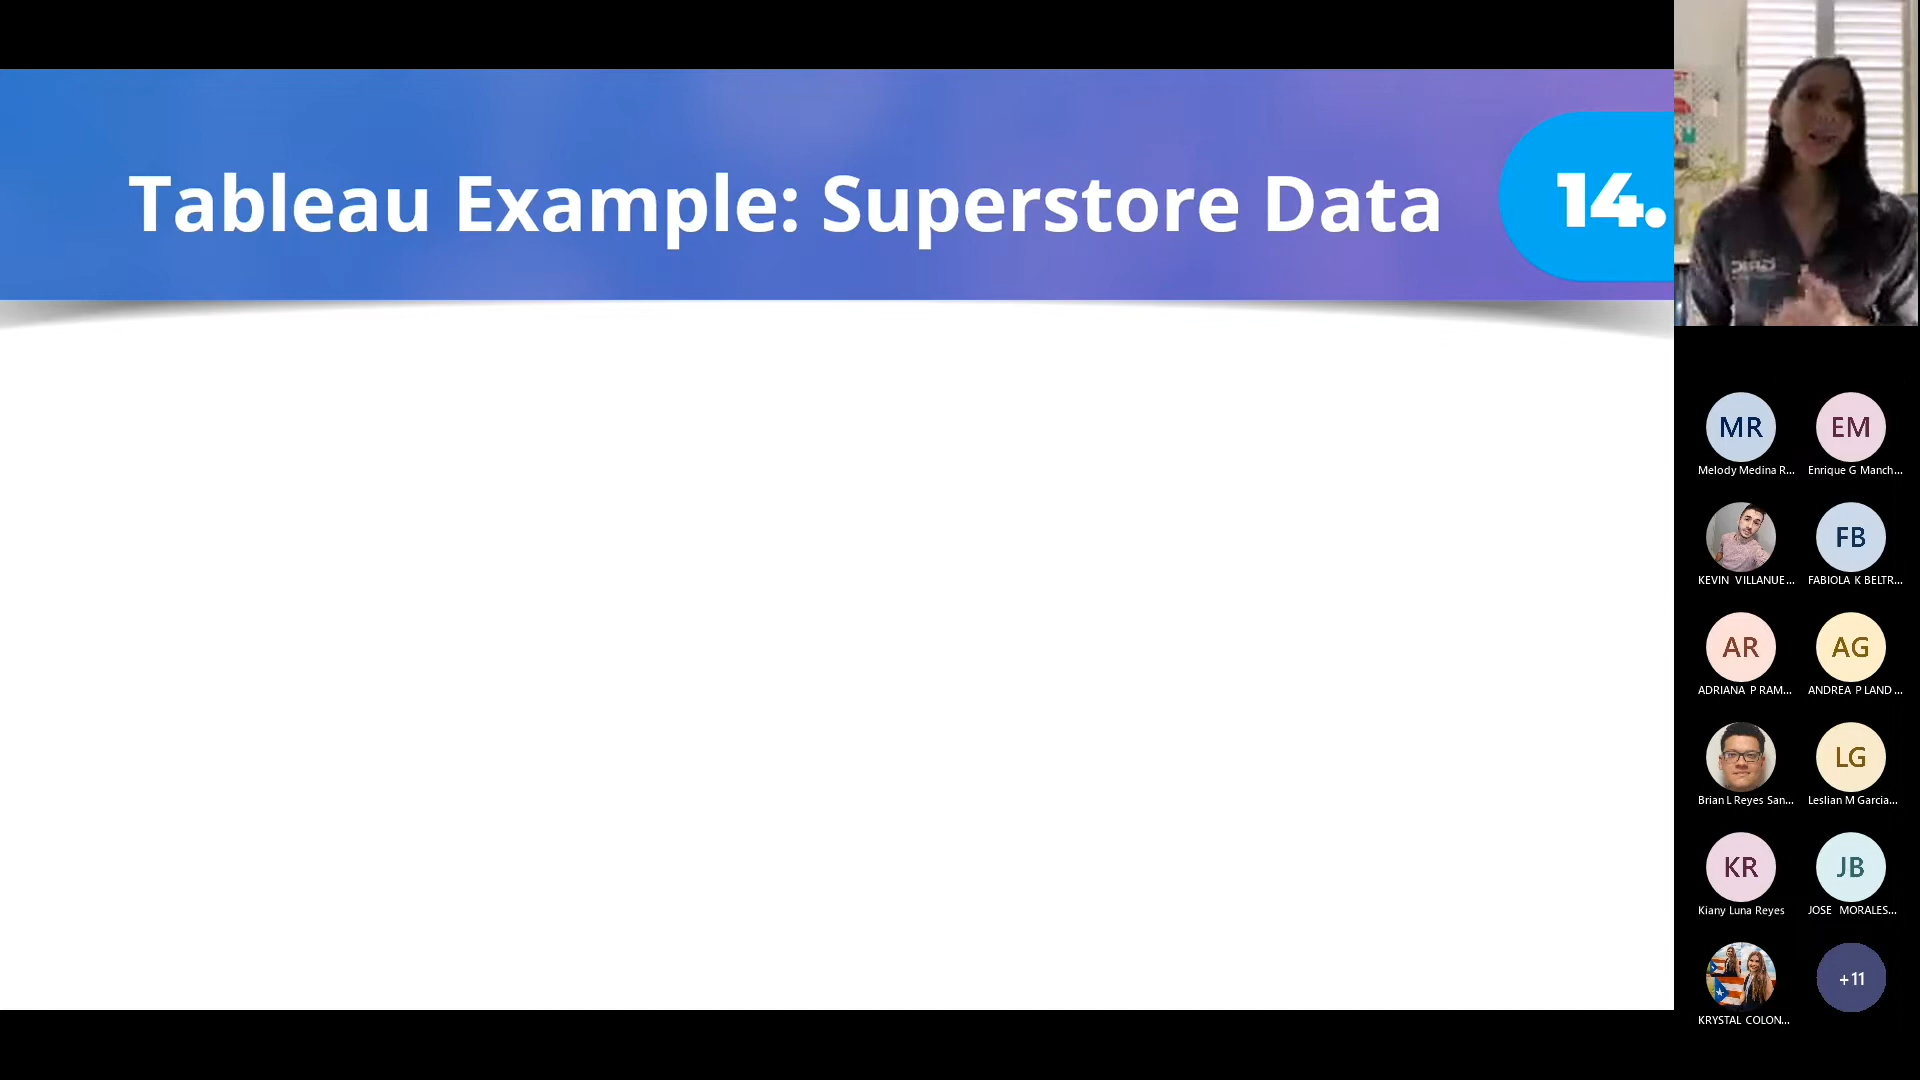 Tableau Example: Superstore Data
14.
MR
EM
Melody Medina R...
Enrique G Manch...
KEVIN VILLANUE...
FB
FABIOLA K BELTR...
AR
AG
ADRIANA P RAM...
ANDREA P LAND...
Brian L Reyes San...
LG
Leslian M Garcia...
KR
JB
Kiany Luna Reyes
JOSE MORALES...
+11
KRYSTAL COLON...